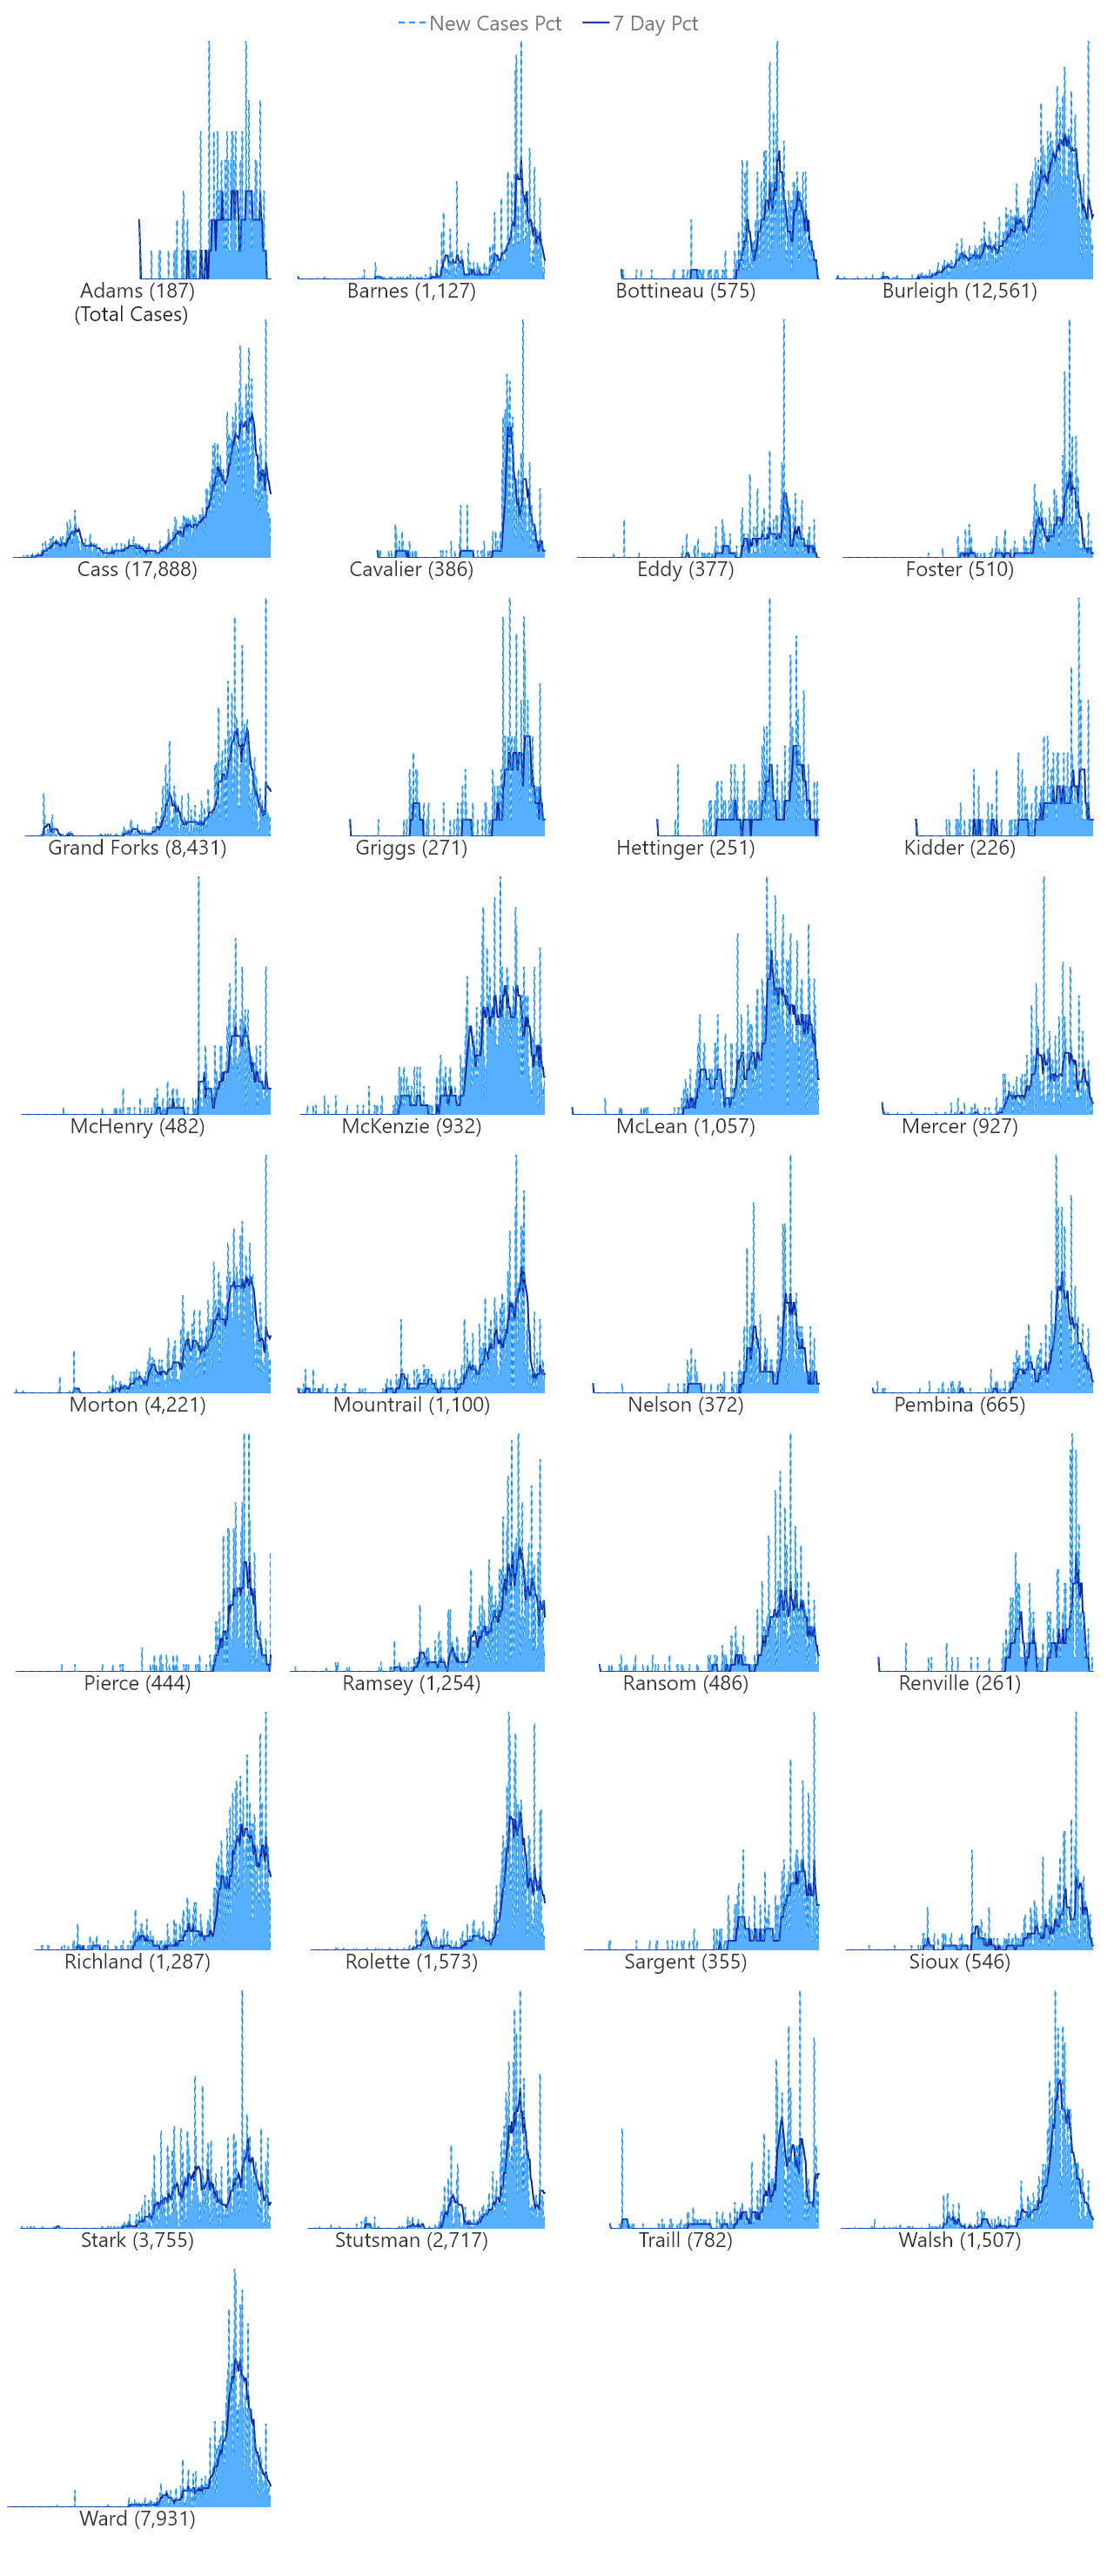 New Cases Pct 7 Day Pct
Adams (187) Barnes (1,127) Bottineau (575) Burleigh (12,561)
(Total Cases)
Cass (17,888) Cavalier (386) Eddy (377) Foster (510)
Grand Forks (8,431) Griggs (271) Hettinger (251) Kidder (226)
McHenry (482) McKenzie (932) McLean (1,057) Mercer (927)
Morton (4,221) Mountrail (1,100) Nelson (372) Pembina (665)
Pierce (444) Ramsey (1,254) Ransom (486) Renville (261)
Richland (1,287) Rolette (1,573) Sargent (355) Sioux (546)
Stark (3,755) Stutsman (2,717) Traill (782) Walsh (1,507)
Ward (7,931)